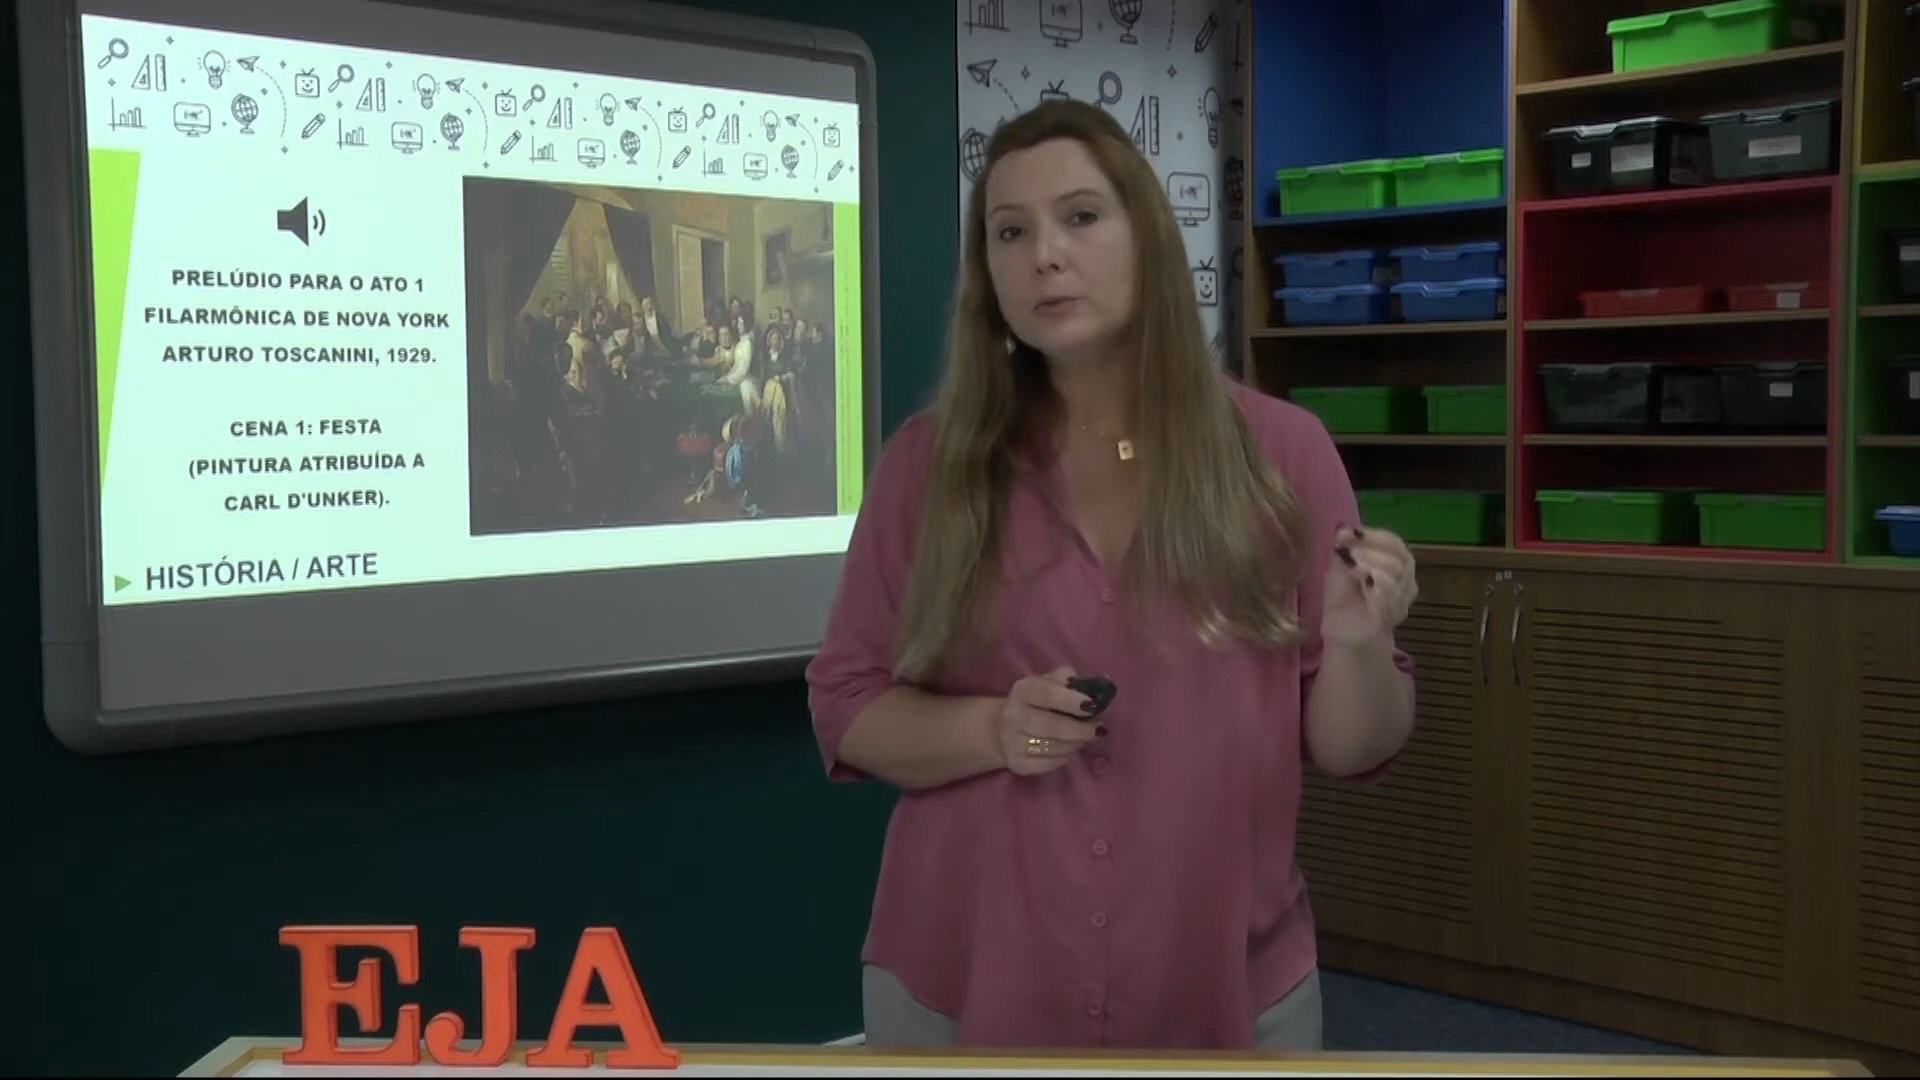 PRELÚDIO PARA O ATO 1
FILARMÔNICA DE NOVA YORK
ARTURO TOSCANINI, 1929.
CENA 1: FESTA
(PINTURA ATRIBUÍDA A
CARL D'UNKER).
HISTÓRIA / ARTE
EJA